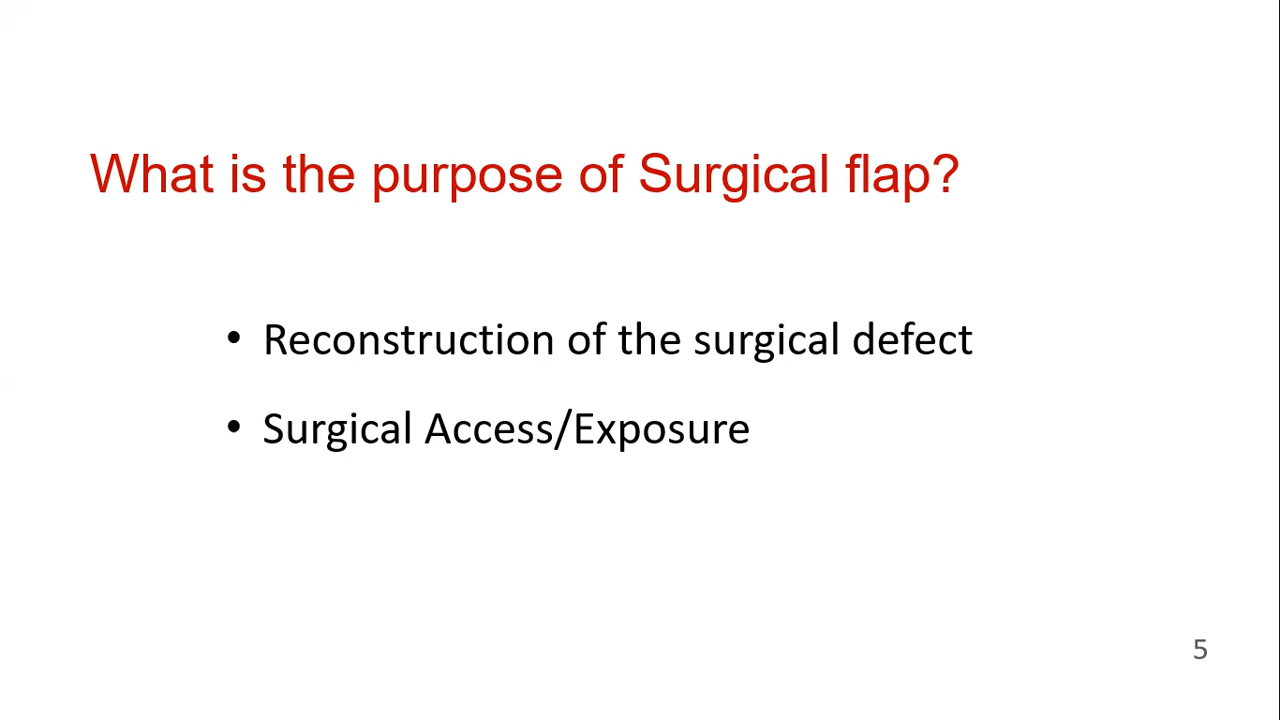 What is the purpose of Surgical flap?
• Reconstruction of the surgical defect
• Surgical Access/Exposure
5